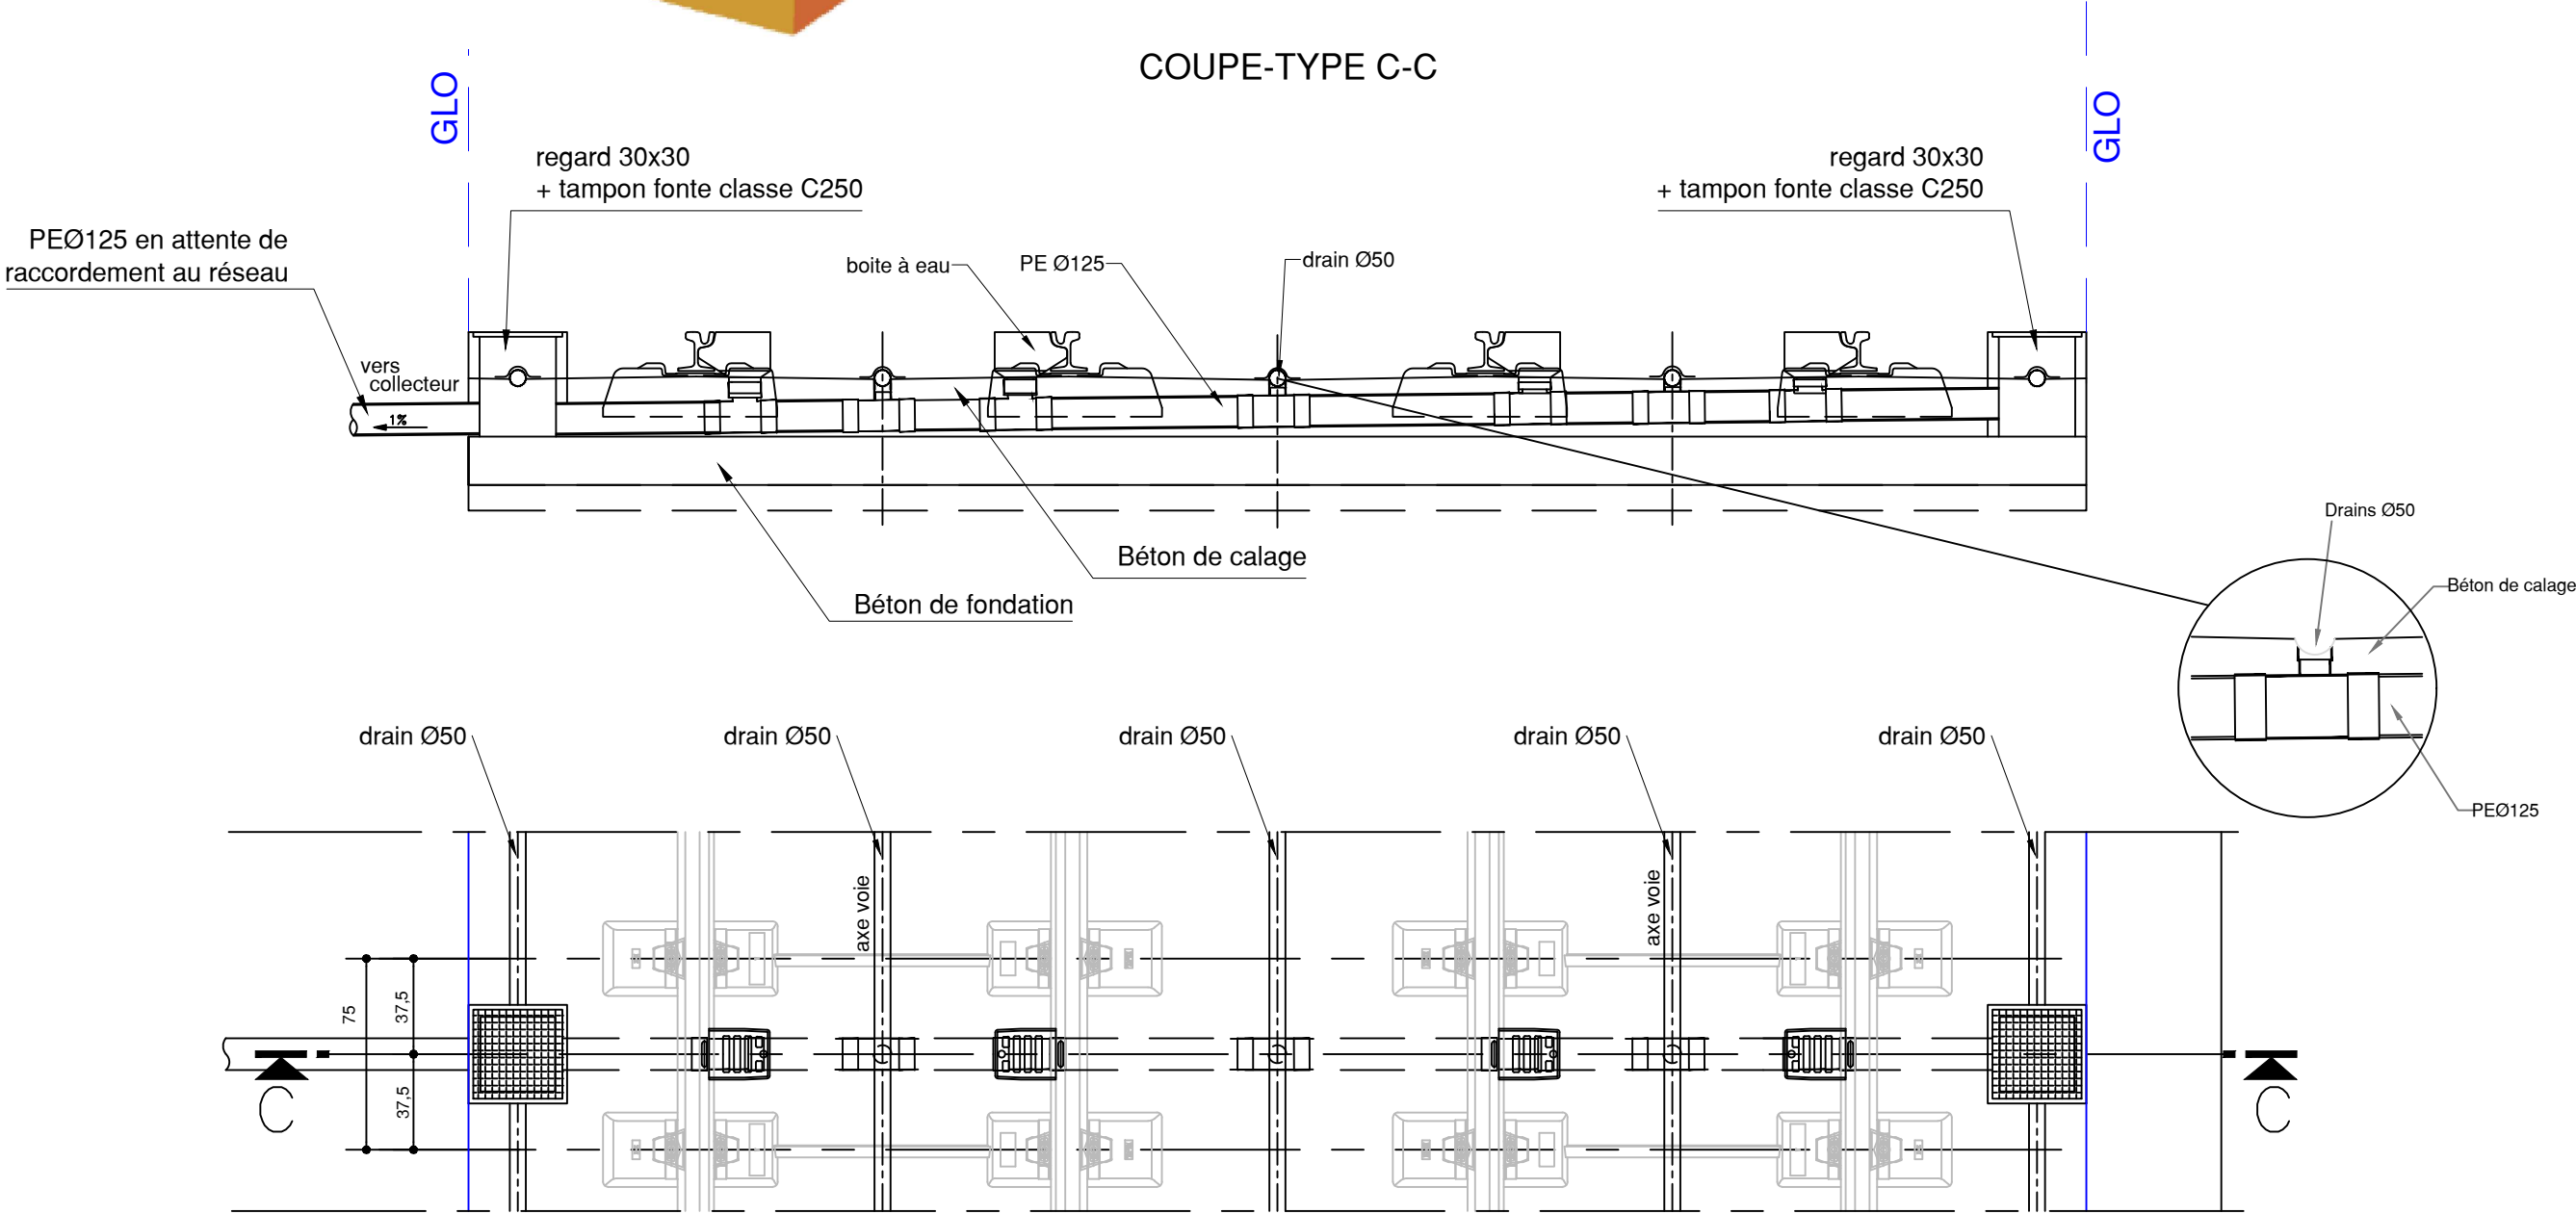 COUPE-TYPE C-C
GLO
GLO
regard 30x30
+ tampon fonte classe C250
regard 30x30
+ tampon fonte classe C250
PEØ125 en attente de
raccordement au réseau
boite à eau
PE Ø125
drain Ø50
vers
collecteur
1%
Béton de calage
Béton de fondation
Drains Ø50
Béton de calage
PEØ125
drain Ø50
drain Ø50
drain Ø50
drain Ø50
drain Ø50
axe voie
axe voie
75
37,5
37,5
C
C